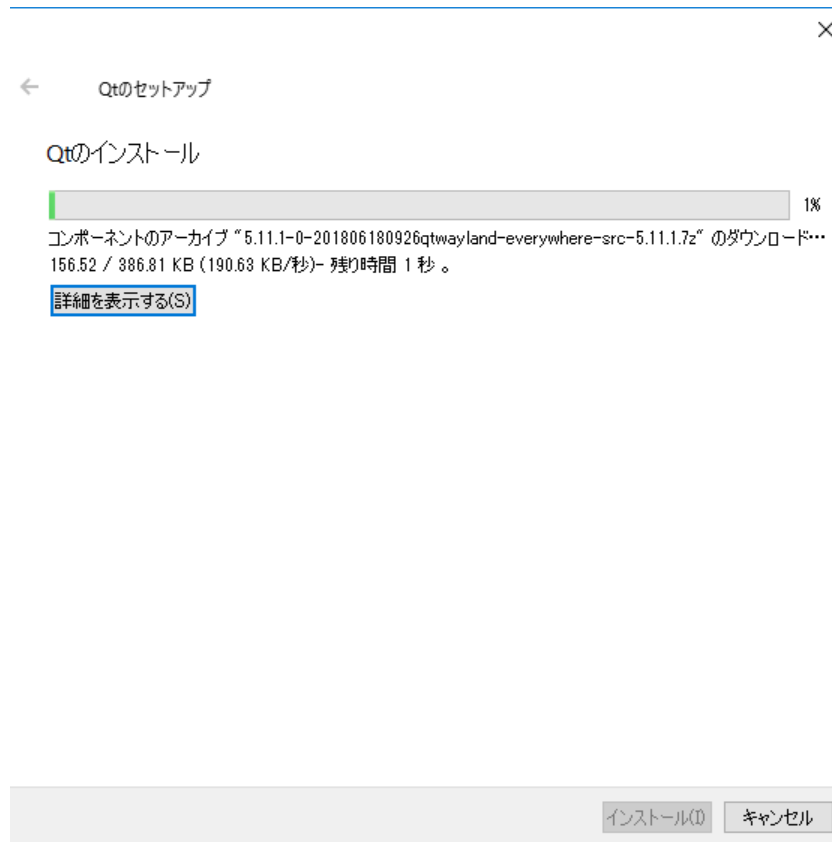 Qtのセットアップ
Qtのインストール
1%
コンポーネントのアーカイブ "5.11.1-0-201806180926qtwayland-everywhere-src-5.11.1.7z" のダウンロード…
156.52 / 386.81 KB (190.63 KB/秒)- 残り時間 1 秒 。
詳細を表示する(S)
インストール(I)
キャンセル